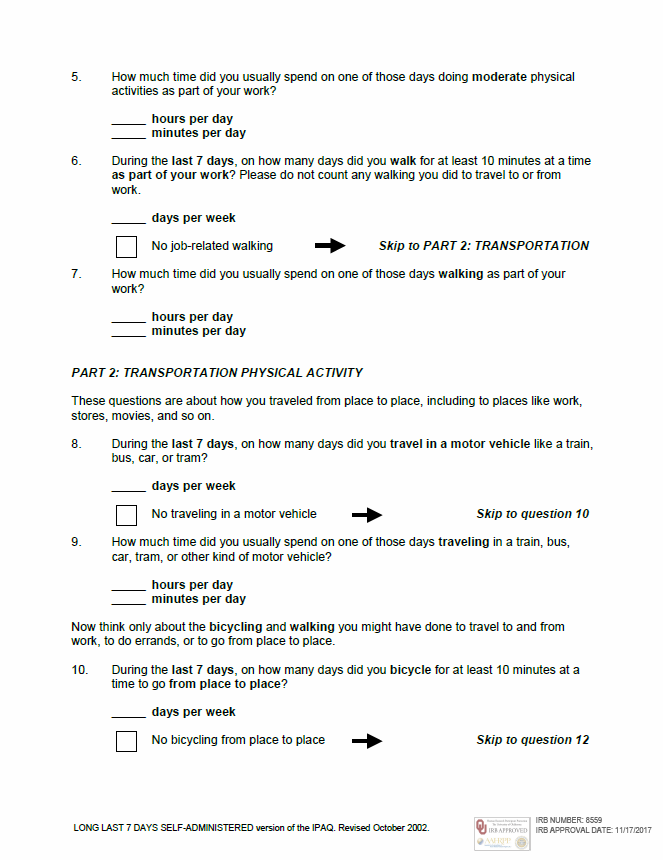 5. How much time did you usually spend on one of those days doing moderate physical
activities as part of your work?
_____ hours per day
_____ minutes per day
6. During the last 7 days, on how many days did you walk for at least 10 minutes at a time
as part of your work? Please do not count any walking you did to travel to or from
work.
_____ days per week
No job-related walking Skip to PART 2: TRANSPORTATION
7. How much time did you usually spend on one of those days walking as part of your
work?
_____ hours per day
_____ minutes per day
PART 2: TRANSPORTATION PHYSICAL ACTIVITY
These questions are about how you traveled from place to place, including to places like work,
stores, movies, and so on.
8. During the last 7 days, on how many days did you travel in a motor vehicle like a train,
bus, car, or tram?
_____ days per week
No traveling in a motor vehicle Skip to question 10
9. How much time did you usually spend on one of those days traveling in a train, bus,
car, tram, or other kind of motor vehicle?
_____ hours per day
_____ minutes per day
Now think only about the bicycling and walking you might have done to travel to and from
work, to do errands, or to go from place to place.
10. During the last 7 days, on how many days did you bicycle for at least 10 minutes at a
time to go from place to place?
_____ days per week
No bicycling from place to place Skip to question 12
LONG LAST 7 DAYS SELF-ADMINISTERED version of the IPAQ. Revised October 2002.
IRB APPROVED
IRB NUMBER: 8559
IRB APPROVAL DATE: 11/17/2017